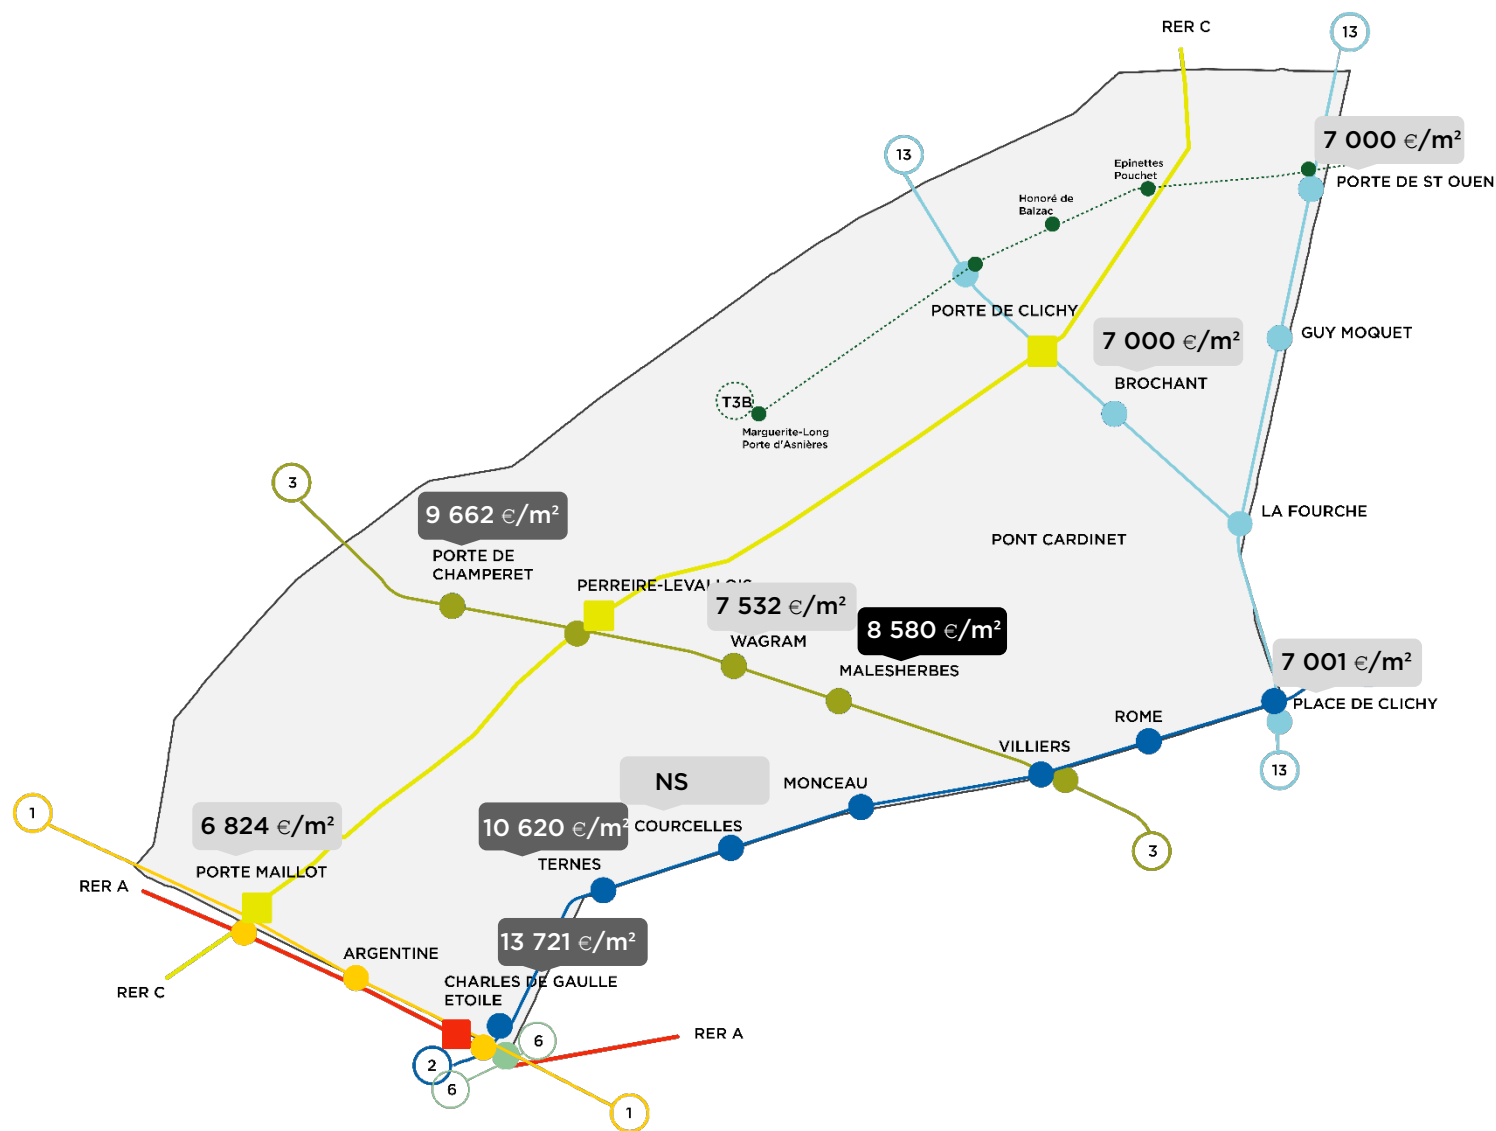 RER C
13
7 000 €/m²
13
Epinettes
Pouchet
PORTE DE ST OUEN
Honoré de
Balzac
PORTE DE CLICHY
GUY MOQUET
7 000 €/m²
BROCHANT
T3B
Marguerite-Long
Porte d'Asnières
3
9 662 €/m²
LA FOURCHE
PONT CARDINET
PORTE DE
CHAMPERET
PERREIRE-LEVALLOIS
7 532 €/m²
WAGRAM
8 580 €/m²
MALESHERBES
7 001 €/m²
PLACE DE CLICHY
ROME
VILLIERS
13
NS
MONCEAU
COURCELLES
1
6 824 €/m²
10 620 €/m²
TERNES
3
PORTE MAILLOT
RER A
13 721 €/m²
ARGENTINE
CHARLES DE GAULLE
ETOILE
RER C
RER A
6
2
6
1